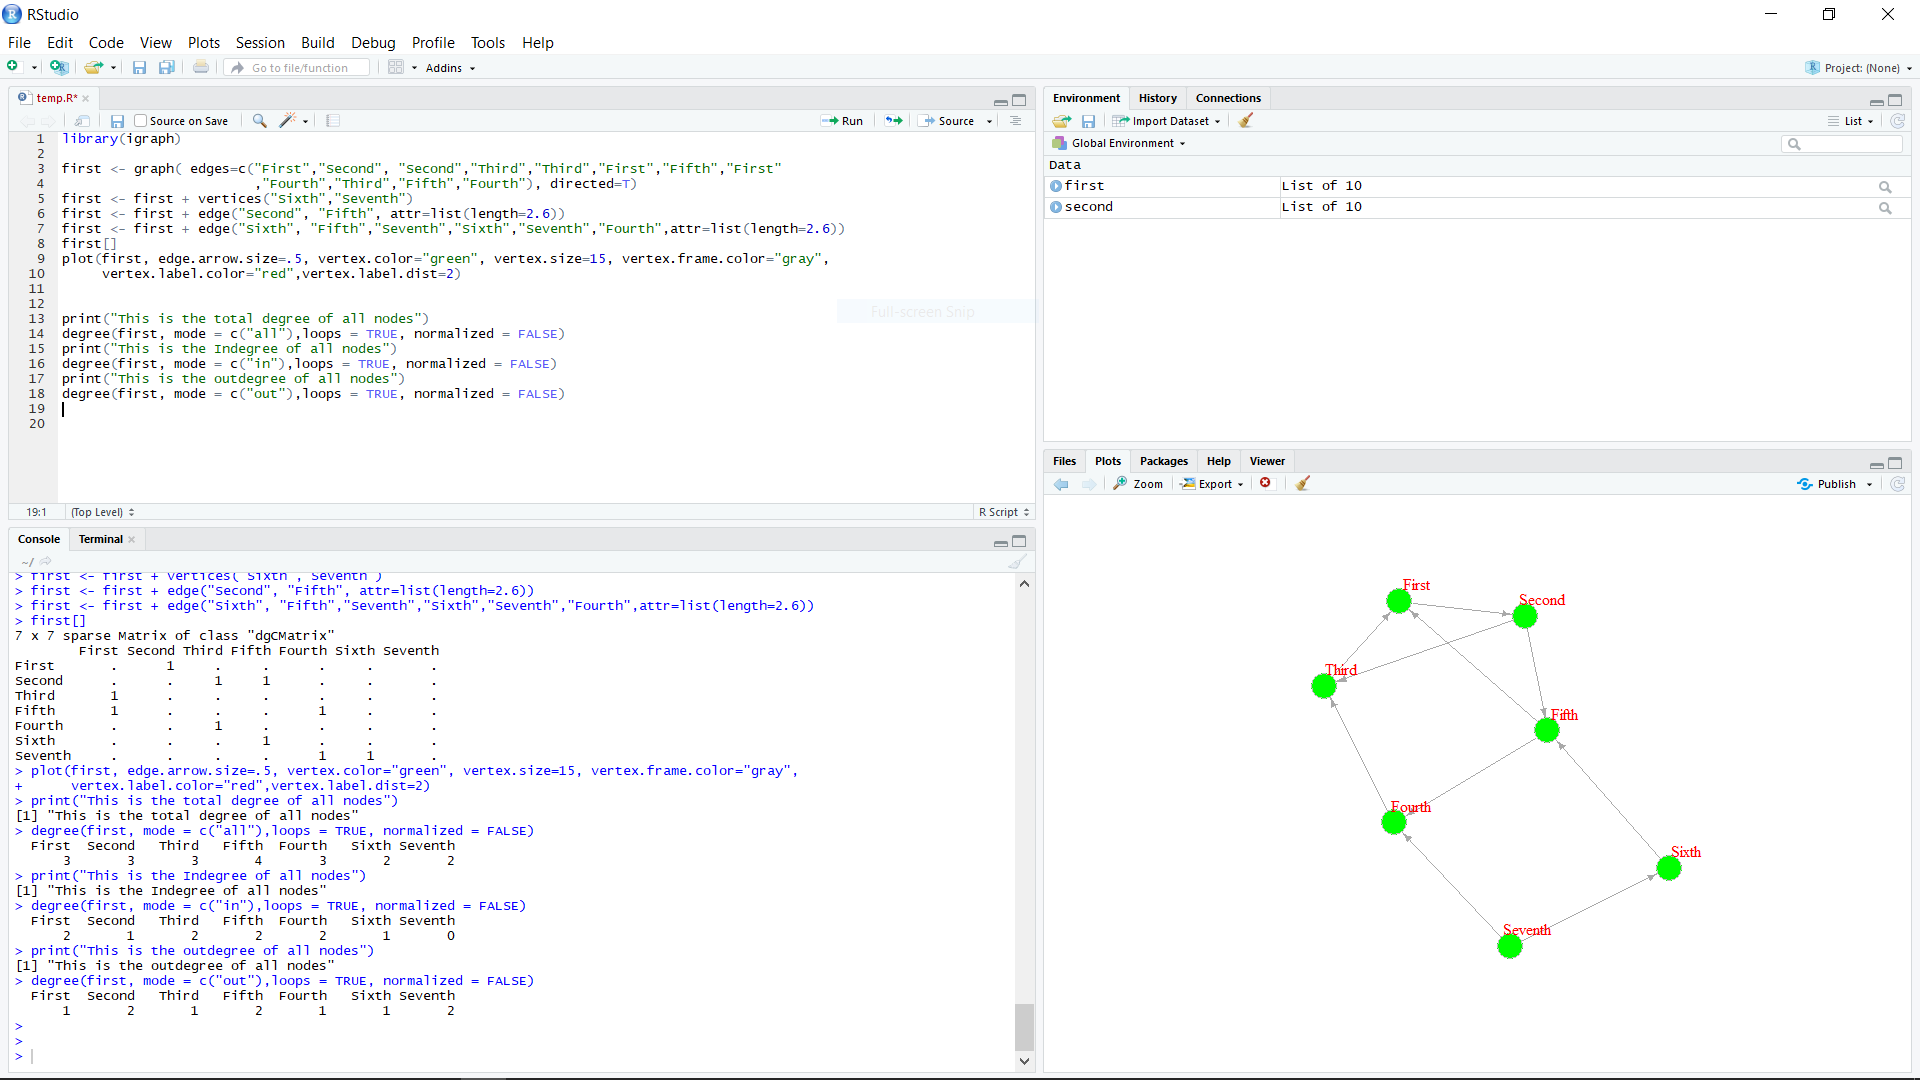 RStudio
File Edit Code View Plots Session Build Debug Profile Tools Help
Go to file/function Addins Project: (None)
temp.R*
Source on Save Run Source
1 library(igraph)
2
3 first <- graph( edges=c("First","Second", "Second","Third","Third","First","Fifth","First"
4 ,"Fourth","Third","Fifth","Fourth"), directed=T)
5 first <- first + vertices("Sixth","Seventh")
6 first <- first + edge("Second", "Fifth", attr=list(length=2.6))
7 first <- first + edge("Sixth", "Fifth","Seventh","Sixth","Seventh","Fourth",attr=list(length=2.6))
8 first[]
9 plot(first, edge.arrow.size=.5, vertex.color="green", vertex.size=15, vertex.frame.color="gray",
10 vertex.label.color="red",vertex.label.dist=2)
11
12
Full-screen Snip
13 print("This is the total degree of all nodes")
14 degree(first, mode = c("all"),loops = TRUE, normalized = FALSE)
15 print("This is the Indegree of all nodes")
16 degree(first, mode = c("in"),loops = TRUE, normalized = FALSE)
17 print("This is the outdegree of all nodes")
18 degree(first, mode = c("out"),loops = TRUE, normalized = FALSE)
19
20
19:1 (Top Level) R Script
Console Terminal
~/
> first <- first + vertices("Sixth","Seventh")
> first <- first + edge("Second", "Fifth", attr=list(length=2.6))
> first <- first + edge("Sixth", "Fifth","Seventh","Sixth","Seventh","Fourth",attr=list(length=2.6))
> first[]
7 x 7 sparse Matrix of class "dgCMatrix"
First Second Third Fifth Fourth Sixth Seventh
First . 1 . . . . .
Second . . 1 1 . . .
Third 1 . . . . . .
Fifth 1 . . . 1 . .
Fourth . . 1 . . . .
Sixth . . . 1 . . .
Seventh . . . . 1 1 .
> plot(first, edge.arrow.size=.5, vertex.color="green", vertex.size=15, vertex.frame.color="gray",
+ vertex.label.color="red",vertex.label.dist=2)
> print("This is the total degree of all nodes")
[1] "This is the total degree of all nodes"
> degree(first, mode = c("all"),loops = TRUE, normalized = FALSE)
First Second Third Fifth Fourth Sixth Seventh
3 3 3 4 3 2 2
> print("This is the Indegree of all nodes")
[1] "This is the Indegree of all nodes"
> degree(first, mode = c("in"),loops = TRUE, normalized = FALSE)
First Second Third Fifth Fourth Sixth Seventh
2 1 2 2 2 1 0
> print("This is the outdegree of all nodes")
[1] "This is the outdegree of all nodes"
> degree(first, mode = c("out"),loops = TRUE, normalized = FALSE)
First Second Third Fifth Fourth Sixth Seventh
1 2 1 2 1 1 2
>
>
>
Environment History Connections
Import Dataset List
Global Environment
Data
first List of 10
second List of 10
Files Plots Packages Help Viewer
Zoom Export Publish
First
Second
Third
Fifth
Fourth
Sixth
Seventh